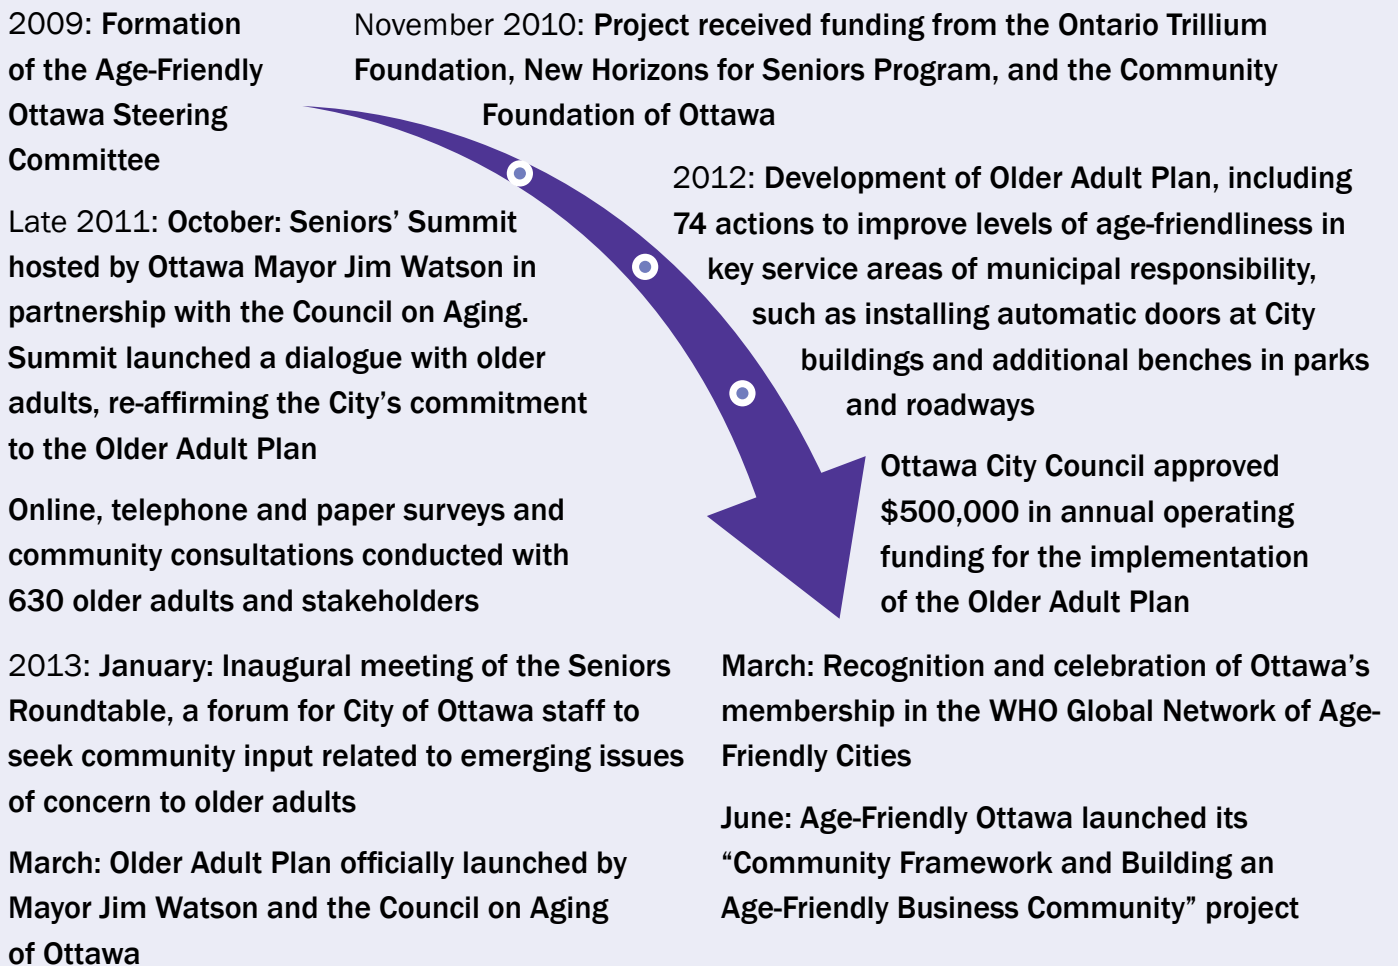 2009: Formation
of the Age-Friendly
Ottawa Steering
Committee
November 2010: Project received funding from the Ontario Trillium
Foundation, New Horizons for Seniors Program, and the Community
Foundation of Ottawa
Late 2011: October: Seniors’ Summit
hosted by Ottawa Mayor Jim Watson in
partnership with the Council on Aging.
Summit launched a dialogue with older
adults, re-affirming the City’s commitment
to the Older Adult Plan
Online, telephone and paper surveys and
community consultations conducted with
630 older adults and stakeholders
2012: Development of Older Adult Plan, including
74 actions to improve levels of age-friendliness in
key service areas of municipal responsibility,
such as installing automatic doors at City
buildings and additional benches in parks
and roadways
Ottawa City Council approved
$500,000 in annual operating
funding for the implementation
of the Older Adult Plan
2013: January: Inaugural meeting of the Seniors
Roundtable, a forum for City of Ottawa staff to
seek community input related to emerging issues
of concern to older adults
March: Older Adult Plan officially launched by
Mayor Jim Watson and the Council on Aging
of Ottawa
March: Recognition and celebration of Ottawa’s
membership in the WHO Global Network of Age-
Friendly Cities
June: Age-Friendly Ottawa launched its
“Community Framework and Building an
Age-Friendly Business Community” project